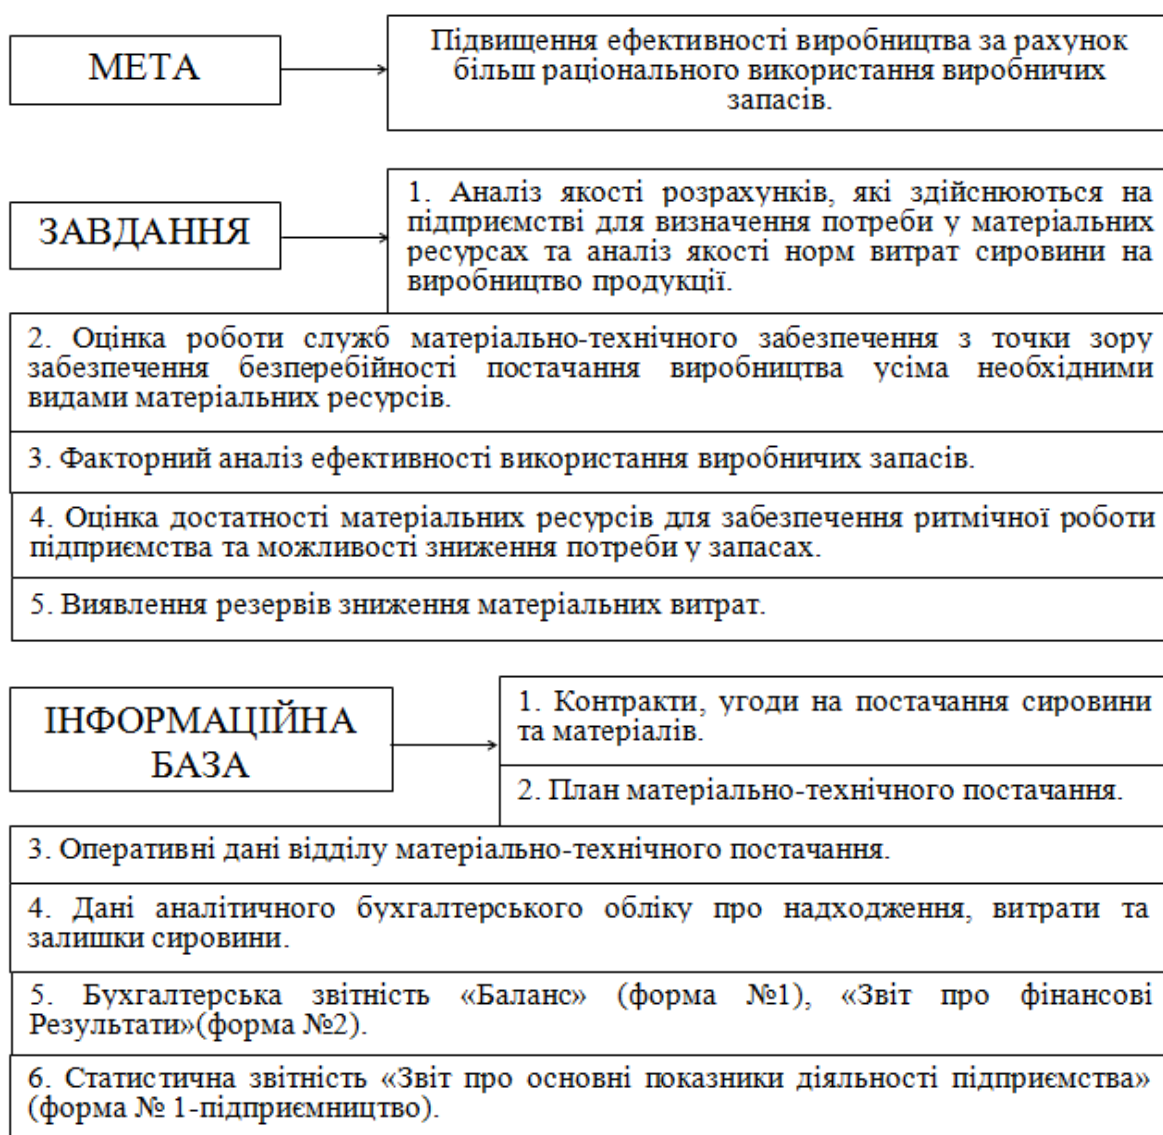 МЕТА
Підвищення ефективності виробництва за рахунок
більш раціонального використання виробничих
запасів.
ЗАВДАННЯ
1. Аналіз якості розрахунків, які здійснюються на
підприємстві для визначення потреби у матеріальних
ресурсах та аналіз якості норм витрат сировини на
виробництво продукції.
2. Оцінка роботи служб матеріально-технічного забезпечення з точки зору
забезпечення безперебійності постачання виробництва усіма необхідними
видами матеріальних ресурсів.
3. Факторний аналіз ефективності використання виробничих запасів.
4. Оцінка достатності матеріальних ресурсів для забезпечення ритмічної роботи
підприємства та можливості зниження потреби у запасах.
5. Виявлення резервів зниження матеріальних витрат.
ІНФОРМАЦІЙНА
БАЗА
1. Контракти, угоди на постачання сировини
та матеріалів.
2. План матеріально-технічного постачання.
3. Оперативні дані відділу матеріально-технічного постачання.
4. Дані аналітичного бухгалтерського обліку про надходження, витрати та
залишки сировини.
5. Бухгалтерська звітність «Баланс» (форма №1), «Звіт про фінансові
Результати»(форма №2).
6. Статистична звітність «Звіт про основні показники діяльності підприємства»
(форма № 1-підприємництво).